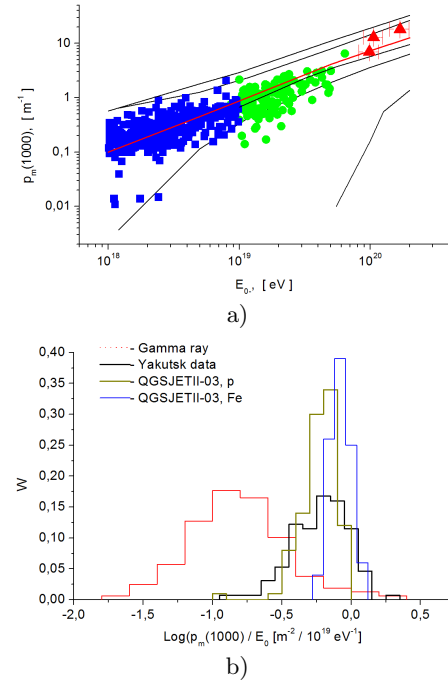 10
1
0,1
0,01
p_m(1000), [ m^-1 ]
10^18
10^19
10^20
E_0-, [ eV ]
a)
- Gamma ray
- Yakutsk data
- QGSJETII-03, p
- QGSJETII-03, Fe
0,40
0,35
0,30
0,25
0,20
0,15
0,10
0,05
0,00
W
-2,0
-1,5
-1,0
-0,5
0,0
0,5
Log(p_m(1000) / E_0 [m^-2 / 10^19 eV^-1]
b)